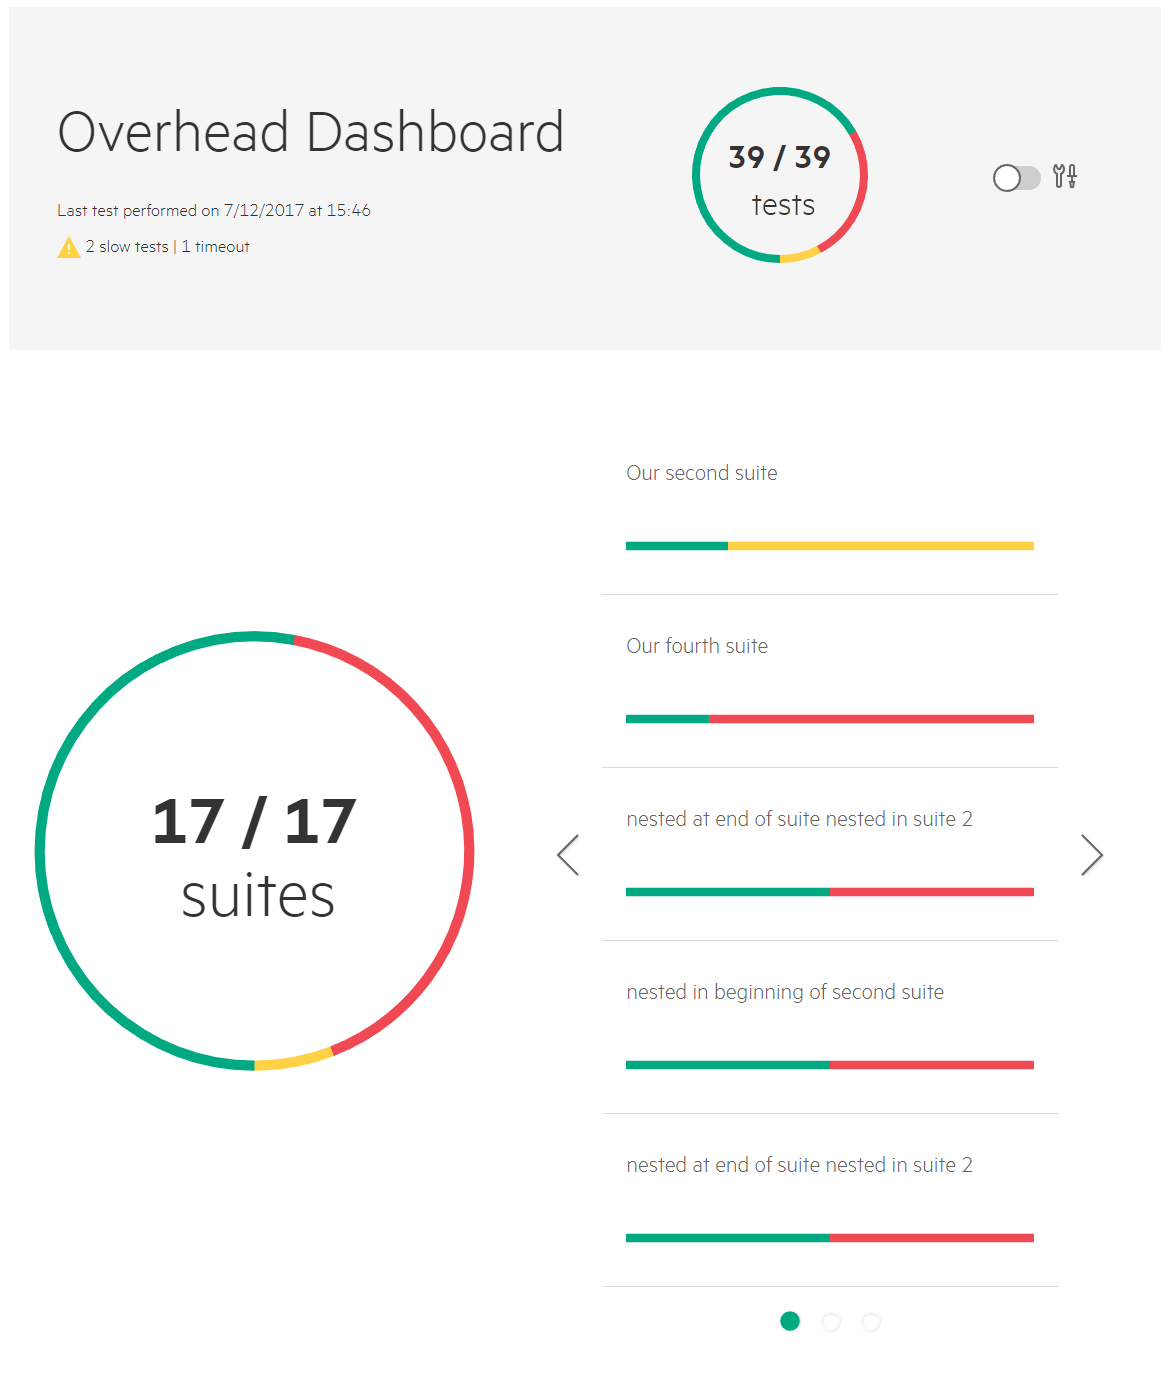 Overhead Dashboard
Last test performed on 7/12/2017 at 15:46
2 slow tests | 1 timeout
39 / 39
tests
17 / 17
suites
Our second suite
Our fourth suite
nested at end of suite nested in suite 2
nested in beginning of second suite
nested at end of suite nested in suite 2